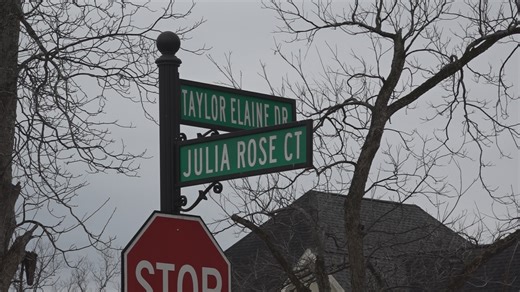 TAYLOR ELAINE DR
JULIA ROSE CT
STOP